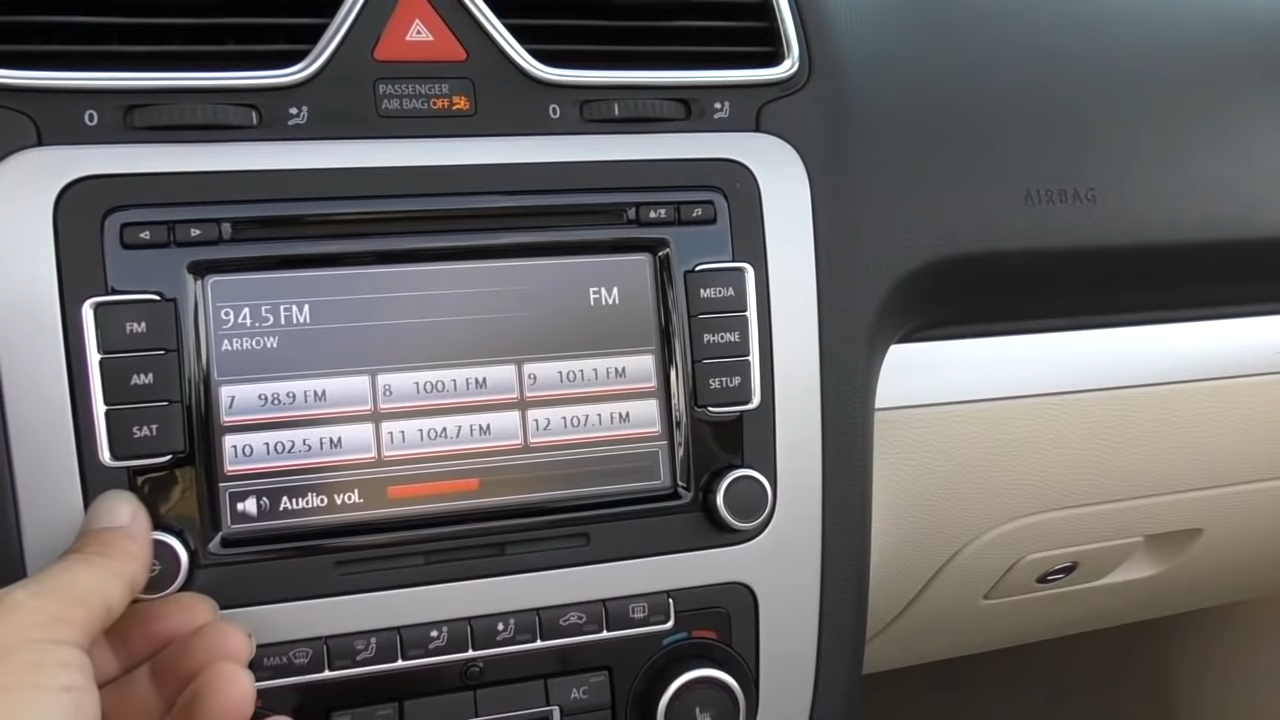 PASSENGER
AIR BAG OFF
0
0
AIRBAG
FM
AM
SAT
94.5 FM
FM
ARROW
7 98.9 FM
8 100.1 FM
9 101.1 FM
10 102.5 FM
11 104.7 FM
12 107.1 FM
Audio vol.
MEDIA
PHONE
SETUP
MAX
AC